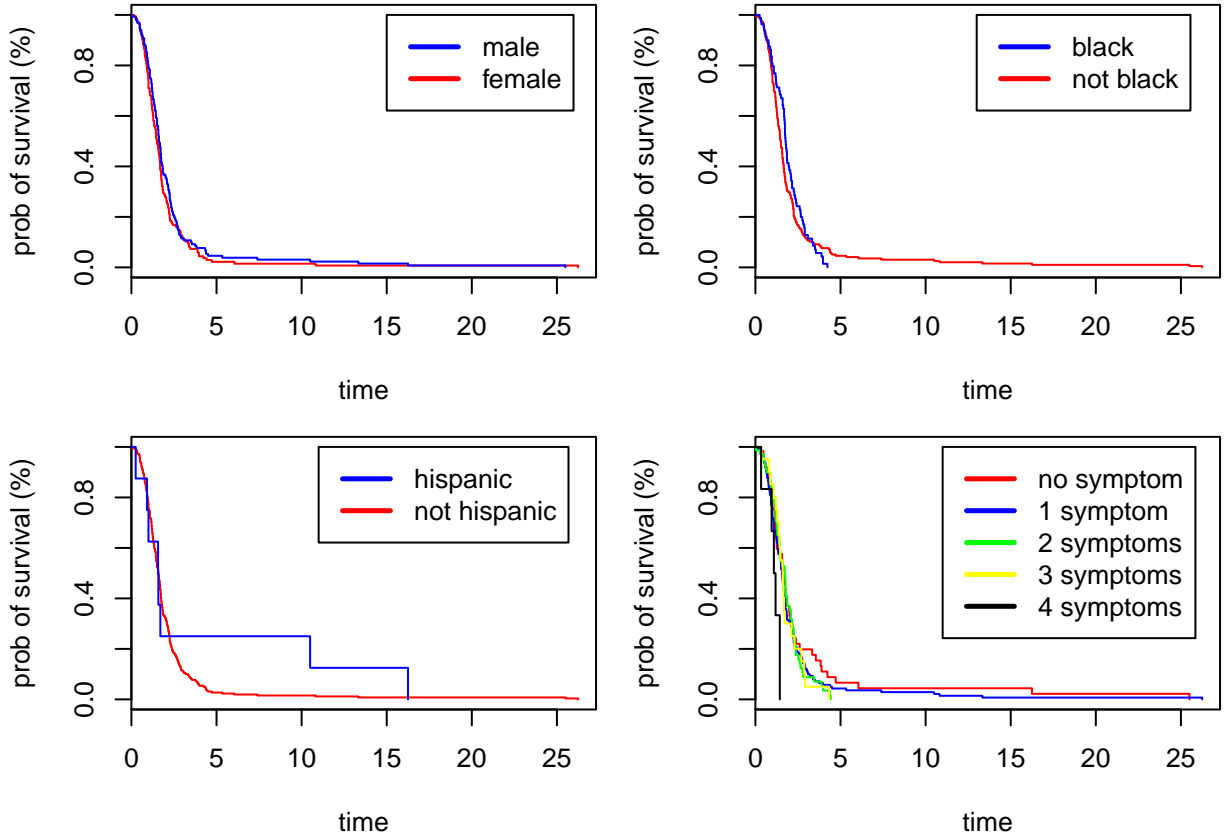 prob of survival (%)
0.0 0.4 0.8
male
female
0 5 10 15 20 25
time
prob of survival (%)
0.0 0.4 0.8
black
not black
0 5 10 15 20 25
time
prob of survival (%)
0.0 0.4 0.8
hispanic
not hispanic
0 5 10 15 20 25
time
prob of survival (%)
0.0 0.4 0.8
no symptom
1 symptom
2 symptoms
3 symptoms
4 symptoms
0 5 10 15 20 25
time